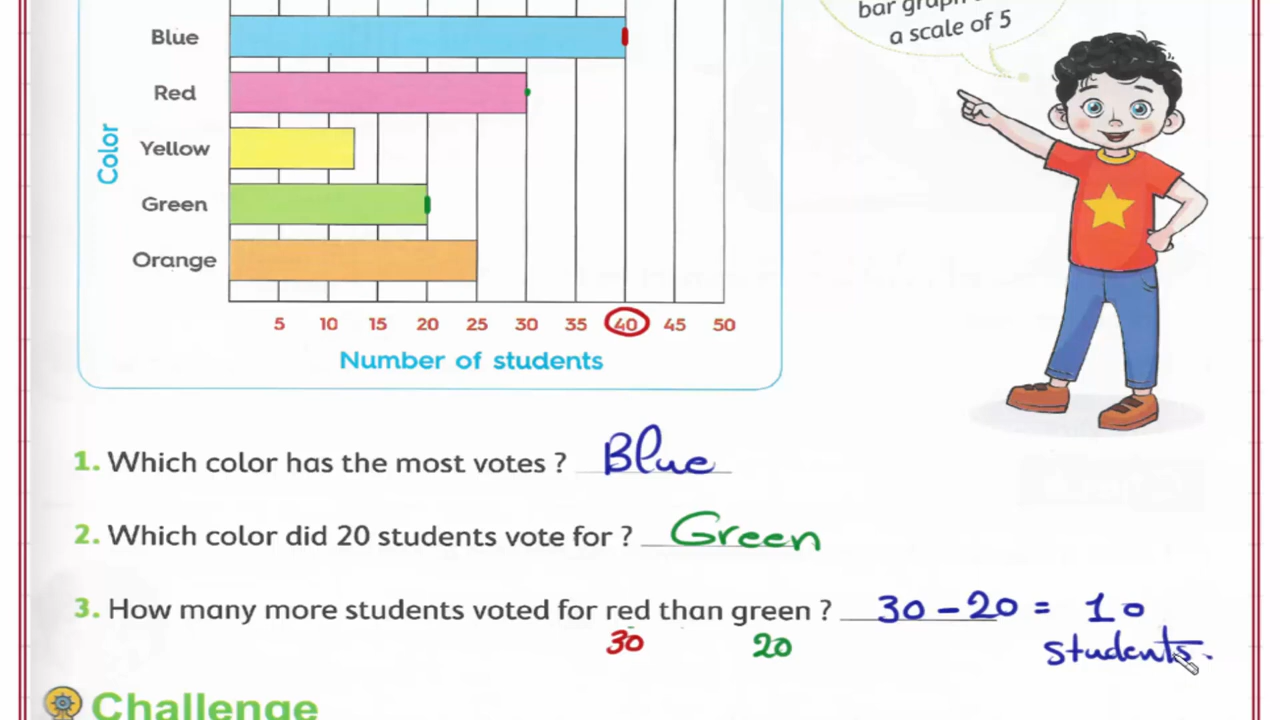 bar graph
a scale of 5
Blue
Red
Yellow
Green
Orange
Color
5 10 15 20 25 30 35 40 45 50
Number of students
1. Which color has the most votes ? Blue
2. Which color did 20 students vote for ? Green
3. How many more students voted for red than green ? 30 - 20 = 10
30 20 students.
Challenge